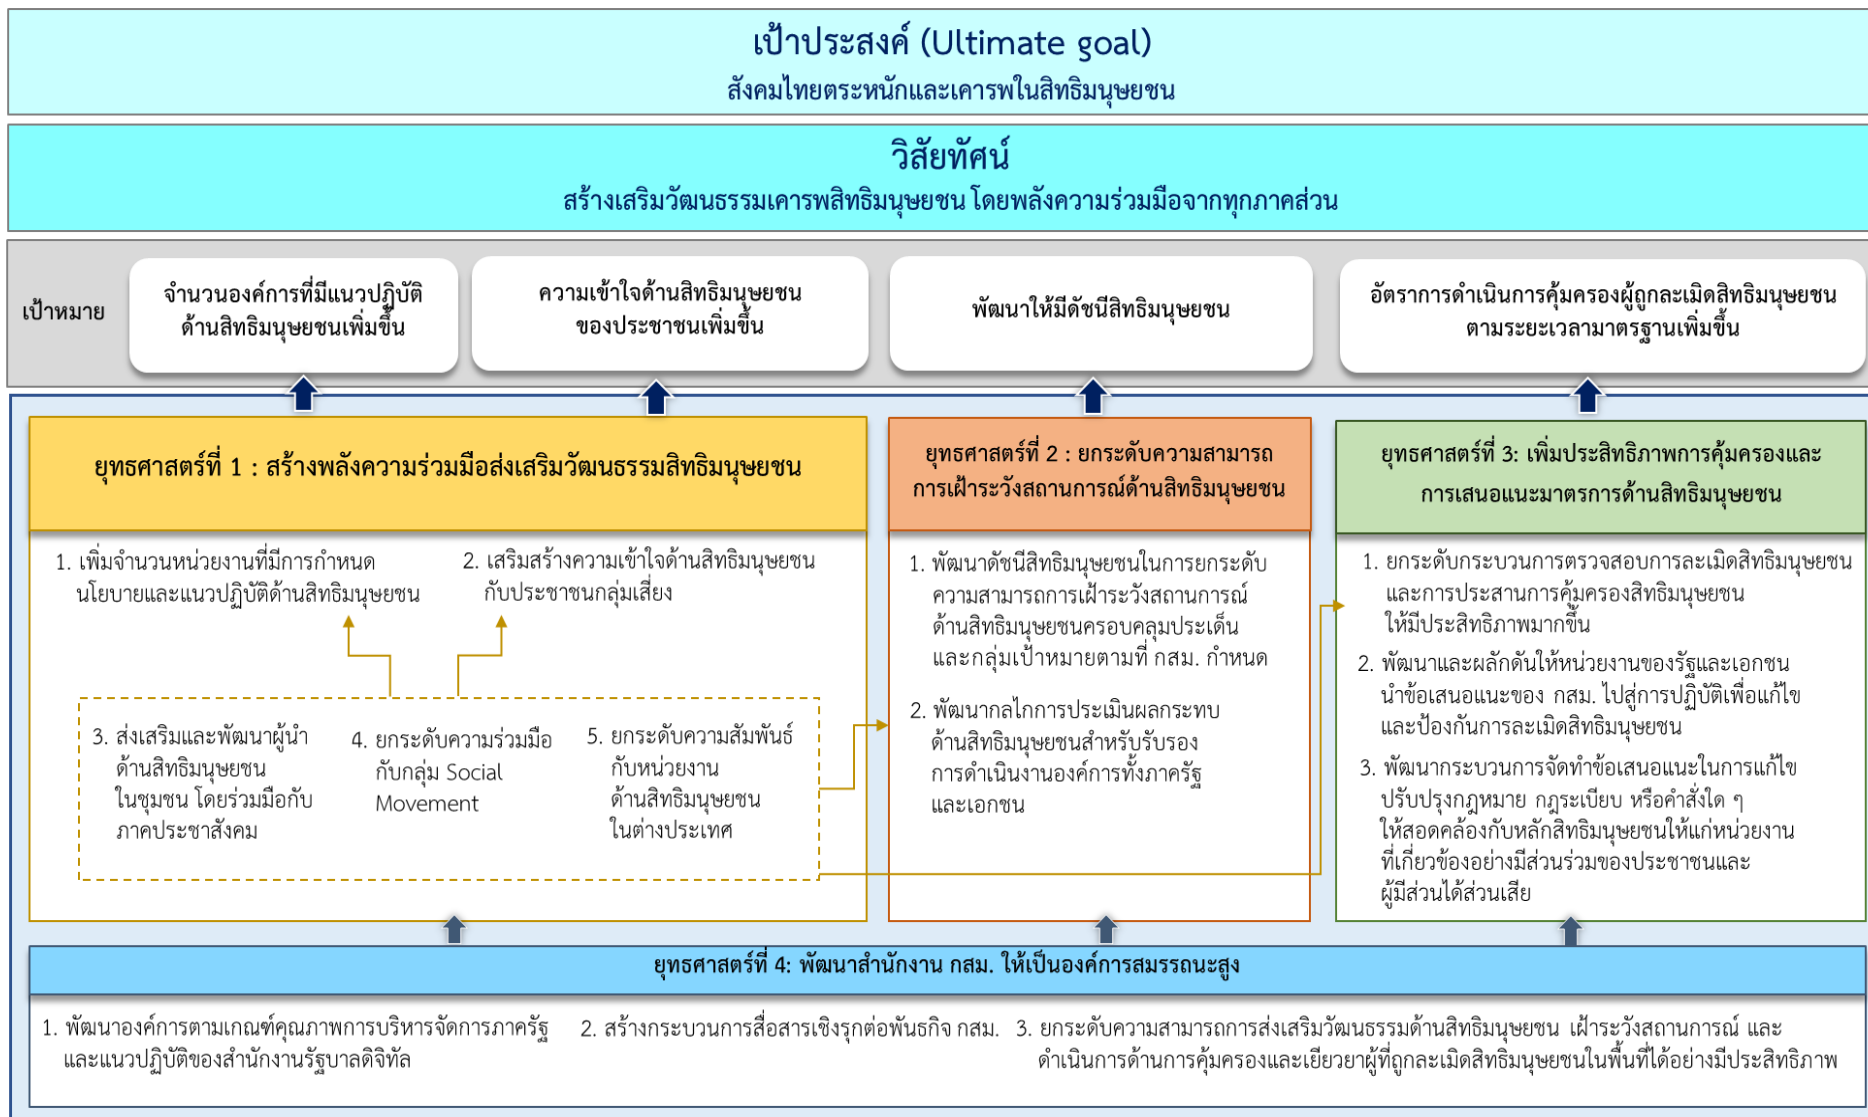 เป้าประสงค์ (Ultimate goal)
สังคมไทยตระหนักและเคารพในสิทธิมนุษยชน
วิสัยทัศน์
สร้างเสริมวัฒนธรรมเคารพสิทธิมนุษยชน โดยพลังความร่วมมือจากทุกภาคส่วน
เป้าหมาย
จำนวนองค์การที่มีแนวปฏิบัติ
ด้านสิทธิมนุษยชนเพิ่มขึ้น
ความเข้าใจด้านสิทธิมนุษยชน
ของประชาชนเพิ่มขึ้น
พัฒนาให้มีดัชนีสิทธิมนุษยชน
อัตราการดำเนินการคุ้มครองผู้ถูกละเมิดสิทธิมนุษยชน
ตามระยะเวลามาตรฐานเพิ่มขึ้น
ยุทธศาสตร์ที่ 1 : สร้างพลังความร่วมมือส่งเสริมวัฒนธรรมสิทธิมนุษยชน
1. เพิ่มจำนวนหน่วยงานที่มีการกำหนด
นโยบายและแนวปฏิบัติด้านสิทธิมนุษยชน
2. เสริมสร้างความเข้าใจด้านสิทธิมนุษยชน
กับประชาชนกลุ่มเสี่ยง
3. ส่งเสริมและพัฒนาผู้นำ
ด้านสิทธิมนุษยชน
ในชุมชน โดยร่วมมือกับ
ภาคประชาสังคม
4. ยกระดับความร่วมมือ
กับกลุ่ม Social
Movement
5. ยกระดับความสัมพันธ์
กับหน่วยงาน
ด้านสิทธิมนุษยชน
ในต่างประเทศ
ยุทธศาสตร์ที่ 2 : ยกระดับความสามารถ
การเฝ้าระวังสถานการณ์ด้านสิทธิมนุษยชน
1. พัฒนาดัชนีสิทธิมนุษยชนในการยกระดับ
ความสามารถการเฝ้าระวังสถานการณ์
ด้านสิทธิมนุษยชนครอบคลุมประเด็น
และกลุ่มเป้าหมายตามที่ กสม. กำหนด
2. พัฒนากลไกการประเมินผลกระทบ
ด้านสิทธิมนุษยชนสำหรับรับรอง
การดำเนินงานองค์การทั้งภาครัฐ
และเอกชน
ยุทธศาสตร์ที่ 3: เพิ่มประสิทธิภาพการคุ้มครองและ
การเสนอแนะมาตรการด้านสิทธิมนุษยชน
1. ยกระดับกระบวนการตรวจสอบการละเมิดสิทธิมนุษยชน
และการประสานการคุ้มครองสิทธิมนุษยชน
ให้มีประสิทธิภาพมากขึ้น
2. พัฒนาและผลักดันให้หน่วยงานของรัฐและเอกชน
นำข้อเสนอแนะของ กสม. ไปสู่การปฏิบัติเพื่อแก้ไข
และป้องกันการละเมิดสิทธิมนุษยชน
3. พัฒนากระบวนการจัดทำข้อเสนอแนะในการแก้ไข
ปรับปรุงกฎหมาย กฎระเบียบ หรือคำสั่งใด ๆ
ให้สอดคล้องกับหลักสิทธิมนุษยชนให้แก่หน่วยงาน
ที่เกี่ยวข้องอย่างมีส่วนร่วมของประชาชนและ
ผู้มีส่วนได้ส่วนเสีย
ยุทธศาสตร์ที่ 4: พัฒนาสำนักงาน กสม. ให้เป็นองค์การสมรรถนะสูง
1. พัฒนาองค์การตามเกณฑ์คุณภาพการบริหารจัดการภาครัฐ
และแนวปฏิบัติของสำนักงานรัฐบาลดิจิทัล
2. สร้างกระบวนการสื่อสารเชิงรุกต่อพันธกิจ กสม.
3. ยกระดับความสามารถการส่งเสริมวัฒนธรรมด้านสิทธิมนุษยชน เฝ้าระวังสถานการณ์ และ
ดำเนินการด้านการคุ้มครองและเยียวยาผู้ที่ถูกละเมิดสิทธิมนุษยชนในพื้นที่ได้อย่างมีประสิทธิภาพ